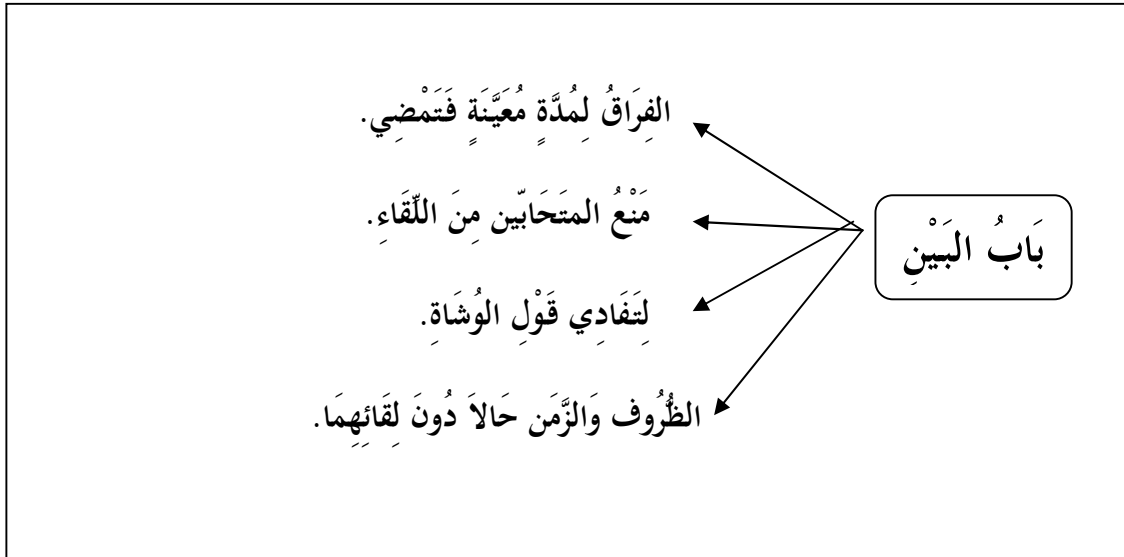 بَابُ البَيْنِ
الفِرَاقُ لِمُدَّةٍ مُعَيَّنَةٍ فَتَمْضِي.
مَنْعُ المتَحَابّين مِنَ اللِّقَاءِ.
لِتَفَادِي قَوْلِ الوُشَاةِ.
الظُّرُوف وَالزَّمَن حَالاَ دُونَ لِقَائِهِمَا.